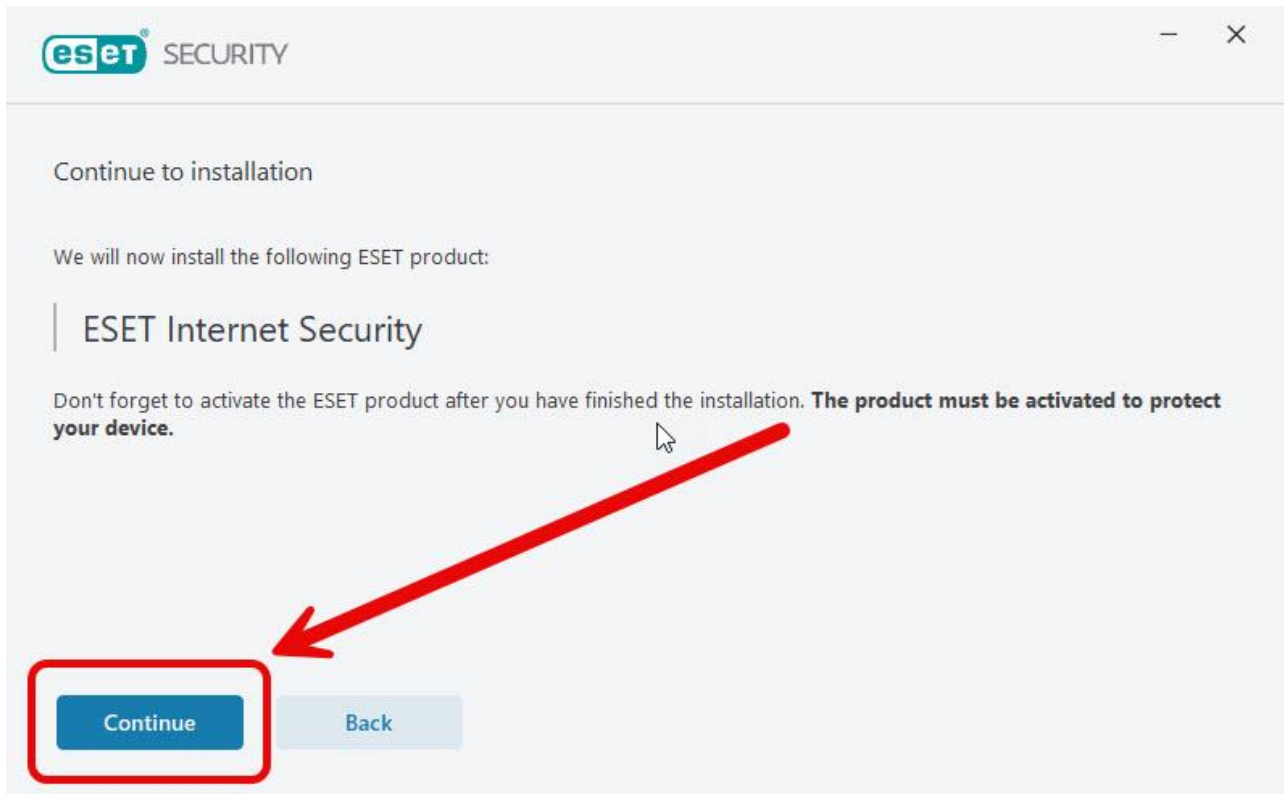 eset® SECURITY
Continue to installation
We will now install the following ESET product:
ESET Internet Security
Don't forget to activate the ESET product after you have finished the installation. The product must be activated to protect
your device.
Continue
Back